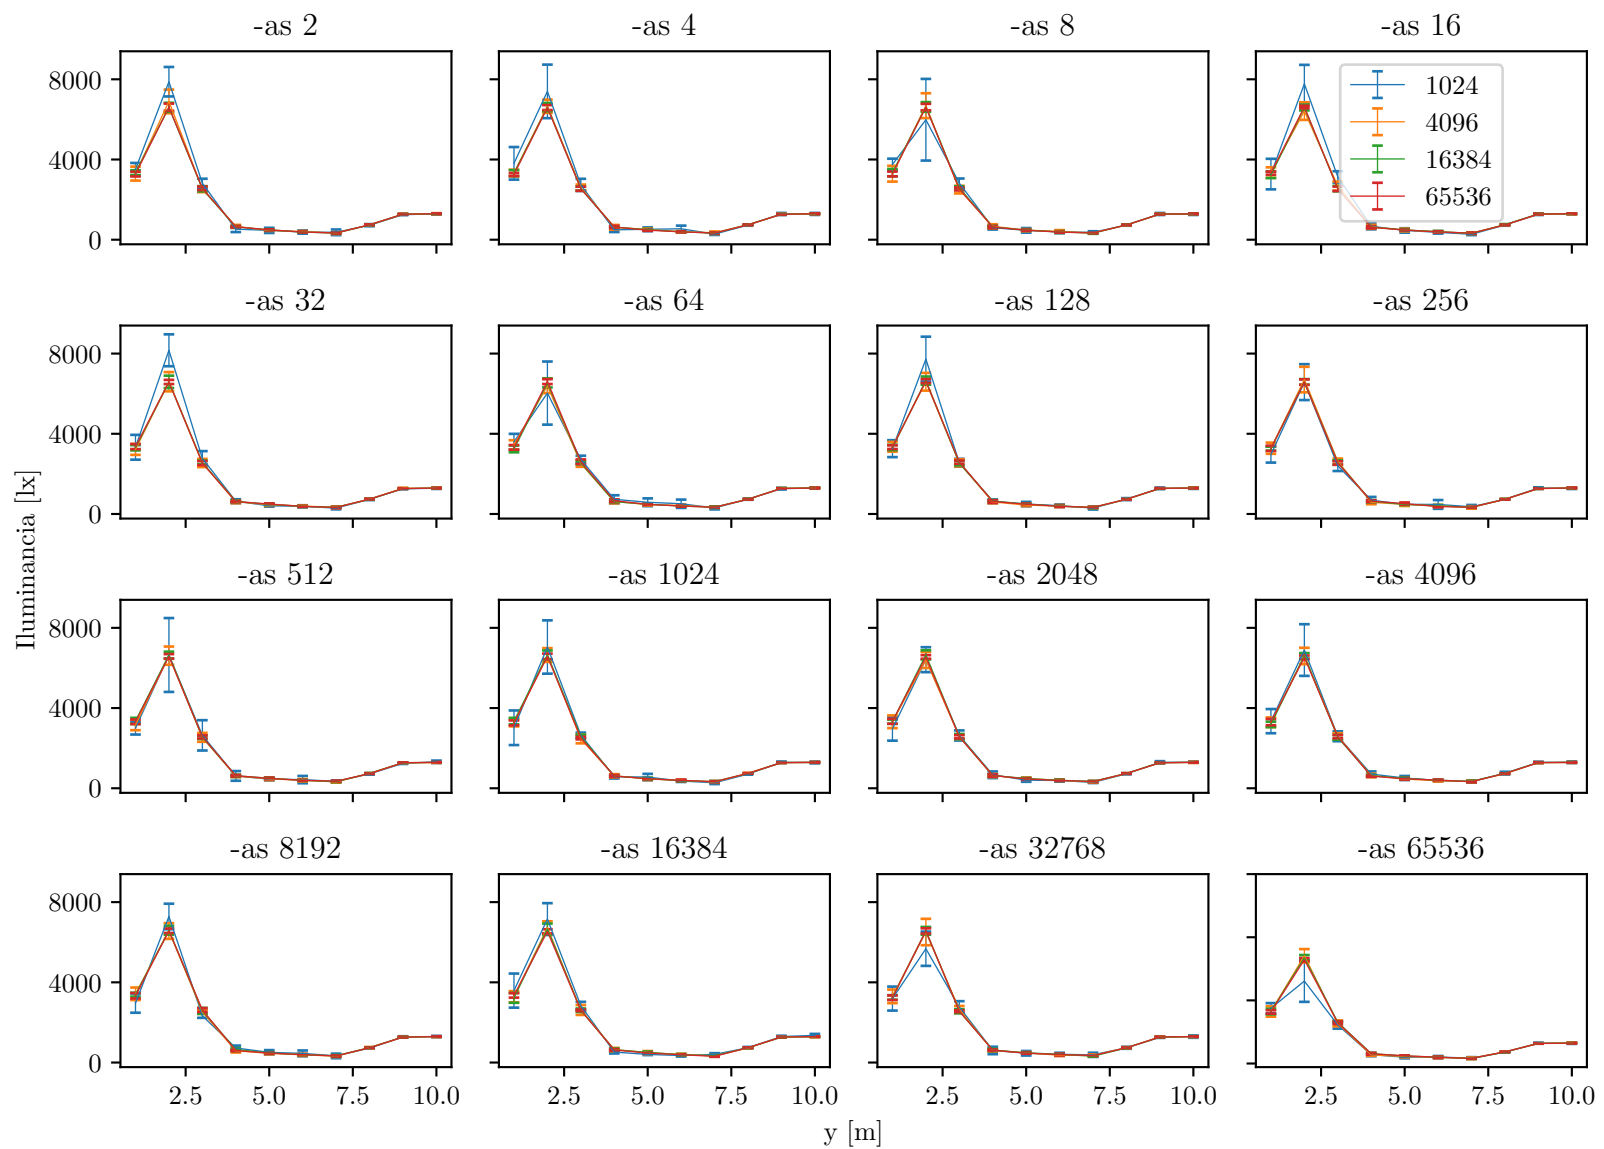 -as 2
-as 4
-as 8
-as 16
8000
4000
0
1024
4096
16384
65536
-as 32
-as 64
-as 128
-as 256
8000
4000
0
-as 512
-as 1024
-as 2048
-as 4096
8000
4000
0
-as 8192
-as 16384
-as 32768
-as 65536
8000
4000
0
2.5 5.0 7.5 10.0
2.5 5.0 7.5 10.0
2.5 5.0 7.5 10.0
2.5 5.0 7.5 10.0
Iluminancia [lx]
y [m]